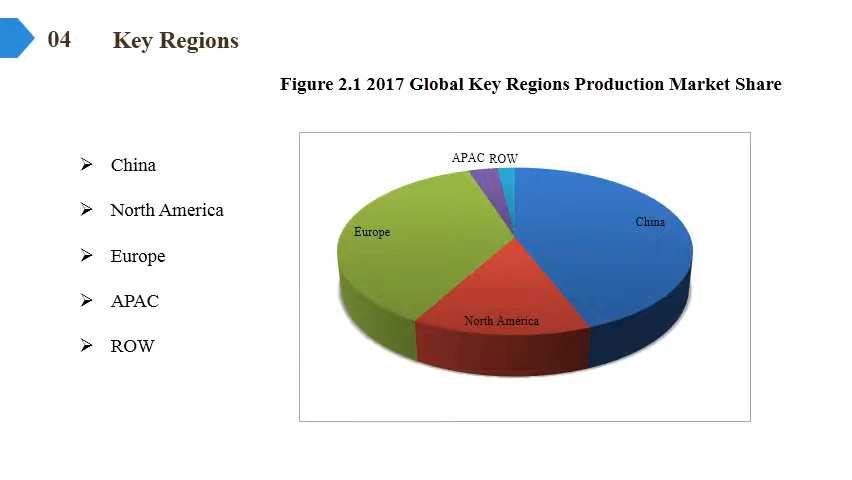 04 Key Regions
Figure 2.1 2017 Global Key Regions Production Market Share
China
North America
Europe
APAC
ROW
APAC ROW
China
Europe
North America